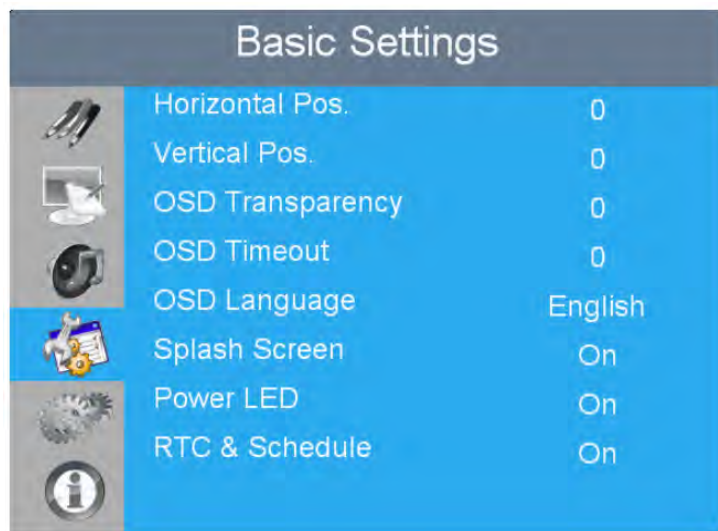 Basic Settings
Horizontal Pos. 0
Vertical Pos. 0
OSD Transparency 0
OSD Timeout 0
OSD Language English
Splash Screen On
Power LED On
RTC & Schedule On